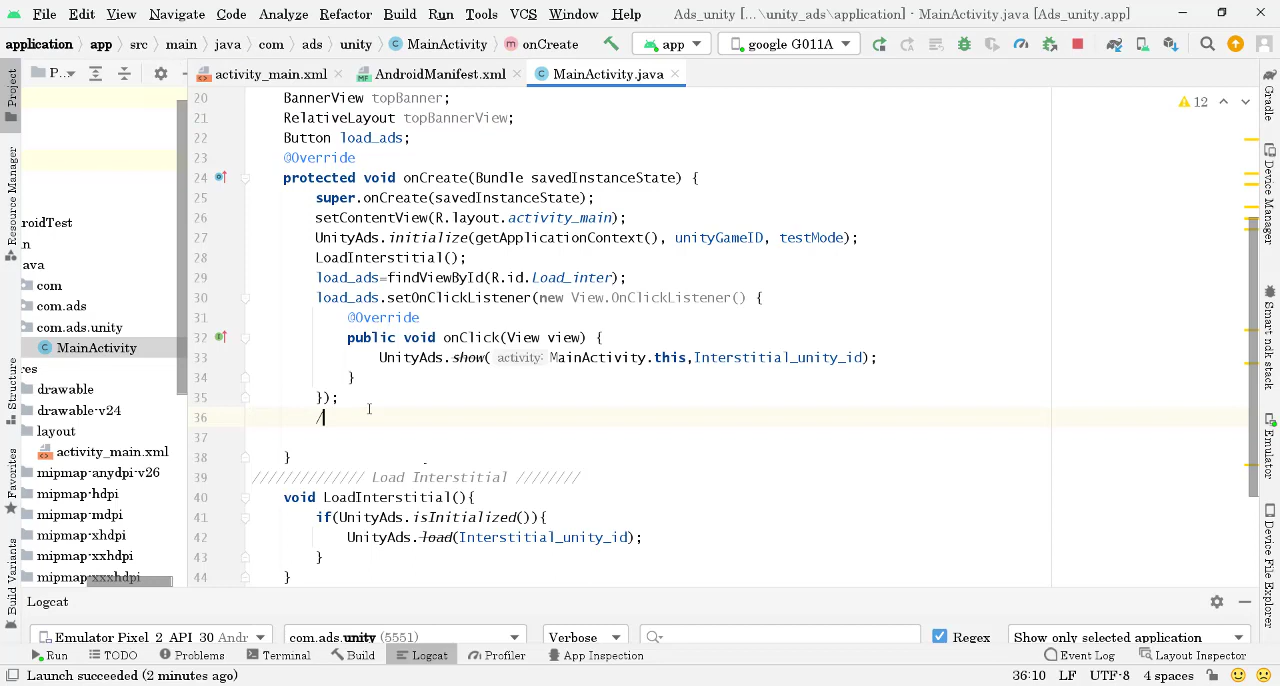 File Edit View Navigate Code Analyze Refactor Build Run Tools VCS Window Help Ads_unity [...\unity_ads\application] - MainActivity.java [Ads_unity.app]
application app src main java com ads unity MainActivity onCreate app google G011A
P... activity_main.xml AndroidManifest.xml MainActivity.java
20 BannerView topBanner; 12
21 RelativeLayout topBannerView;
22 Button load_ads;
23 @Override
24 protected void onCreate(Bundle savedInstanceState) {
25 super.onCreate(savedInstanceState);
26 setContentView(R.layout.activity_main);
27 UnityAds.initialize(getApplicationContext(), unityGameID, testMode);
28 LoadInterstitial();
29 load_ads=findViewById(R.id.Load_inter);
30 load_ads.setOnClickListener(new View.OnClickListener() {
31 @Override
32 public void onClick(View view) {
33 UnityAds.show( activity: MainActivity.this,Interstitial_unity_id);
34 }
35 });
36 /
37
38 }
39 ////////////// Load Interstitial ////////
40 void LoadInterstitial(){
41 if(UnityAds.isInitialized()){
42 UnityAds.load(Interstitial_unity_id);
43 }
44 }
Project
Resource Manager
Structure
Favorites
Build Variants
roidTest
n
ava
com
com.ads
com.ads.unity
MainActivity
res
drawable
drawable-v24
layout
activity_main.xml
mipmap-anydpi-v26
mipmap-hdpi
mipmap-mdpi
mipmap-xhdpi
mipmap-xxhdpi
mipmap-xxxhdpi
Gradle
Device Manager
Smart ndk stack
Emulator
Device File Explorer
Logcat
Emulator Pixel_2_API_30 Andr com.ads.unity (5551) Verbose Regex Show only selected application
Run TODO Problems Terminal Build Logcat Profiler App Inspection Event Log Layout Inspector
Launch succeeded (2 minutes ago) 36:10 LF UTF-8 4 spaces